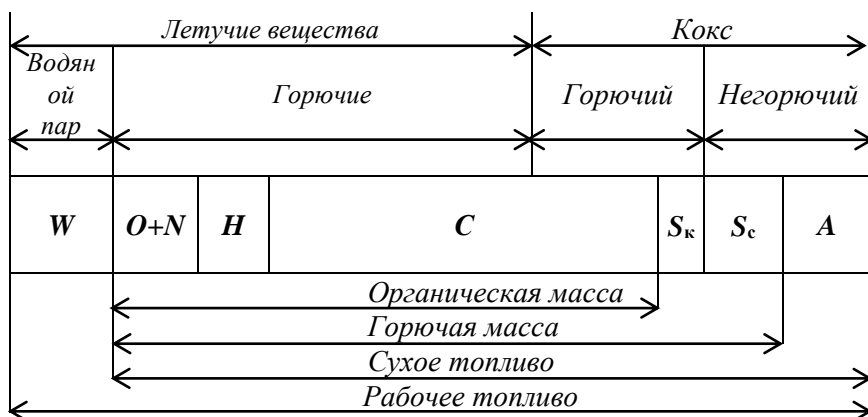 Летучие вещества
Кокс
Водян
ой
пар
Горючие
Горючий
Негорючий
W
O+N
H
C
Sк
Sс
A
Органическая масса
Горючая масса
Сухое топливо
Рабочее топливо